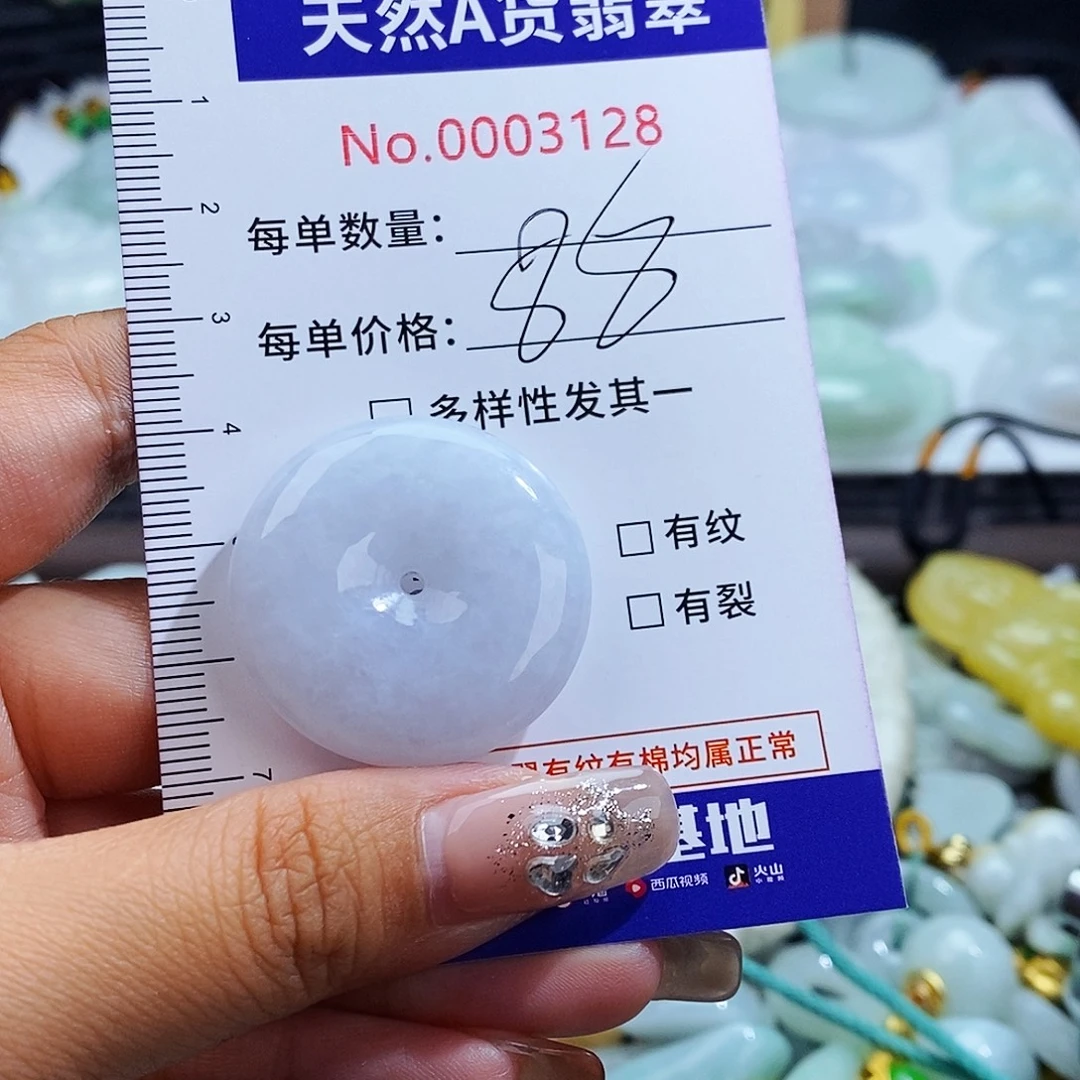 天然A货翡翠
No.0003128
每单数量：
88
每单价格：
□ 多样性发其一
□ 有纹
□ 有裂
有纹有棉均属正常
基地
西瓜视频 火山
1
2
3
4
7